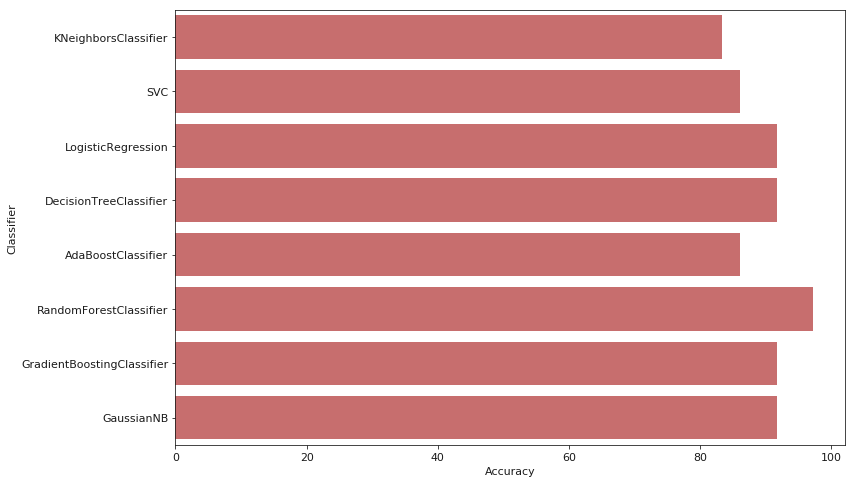 KNeighborsClassifier
SVC
LogisticRegression
DecisionTreeClassifier
AdaBoostClassifier
RandomForestClassifier
GradientBoostingClassifier
GaussianNB
Classifier
0 20 40 60 80 100
Accuracy